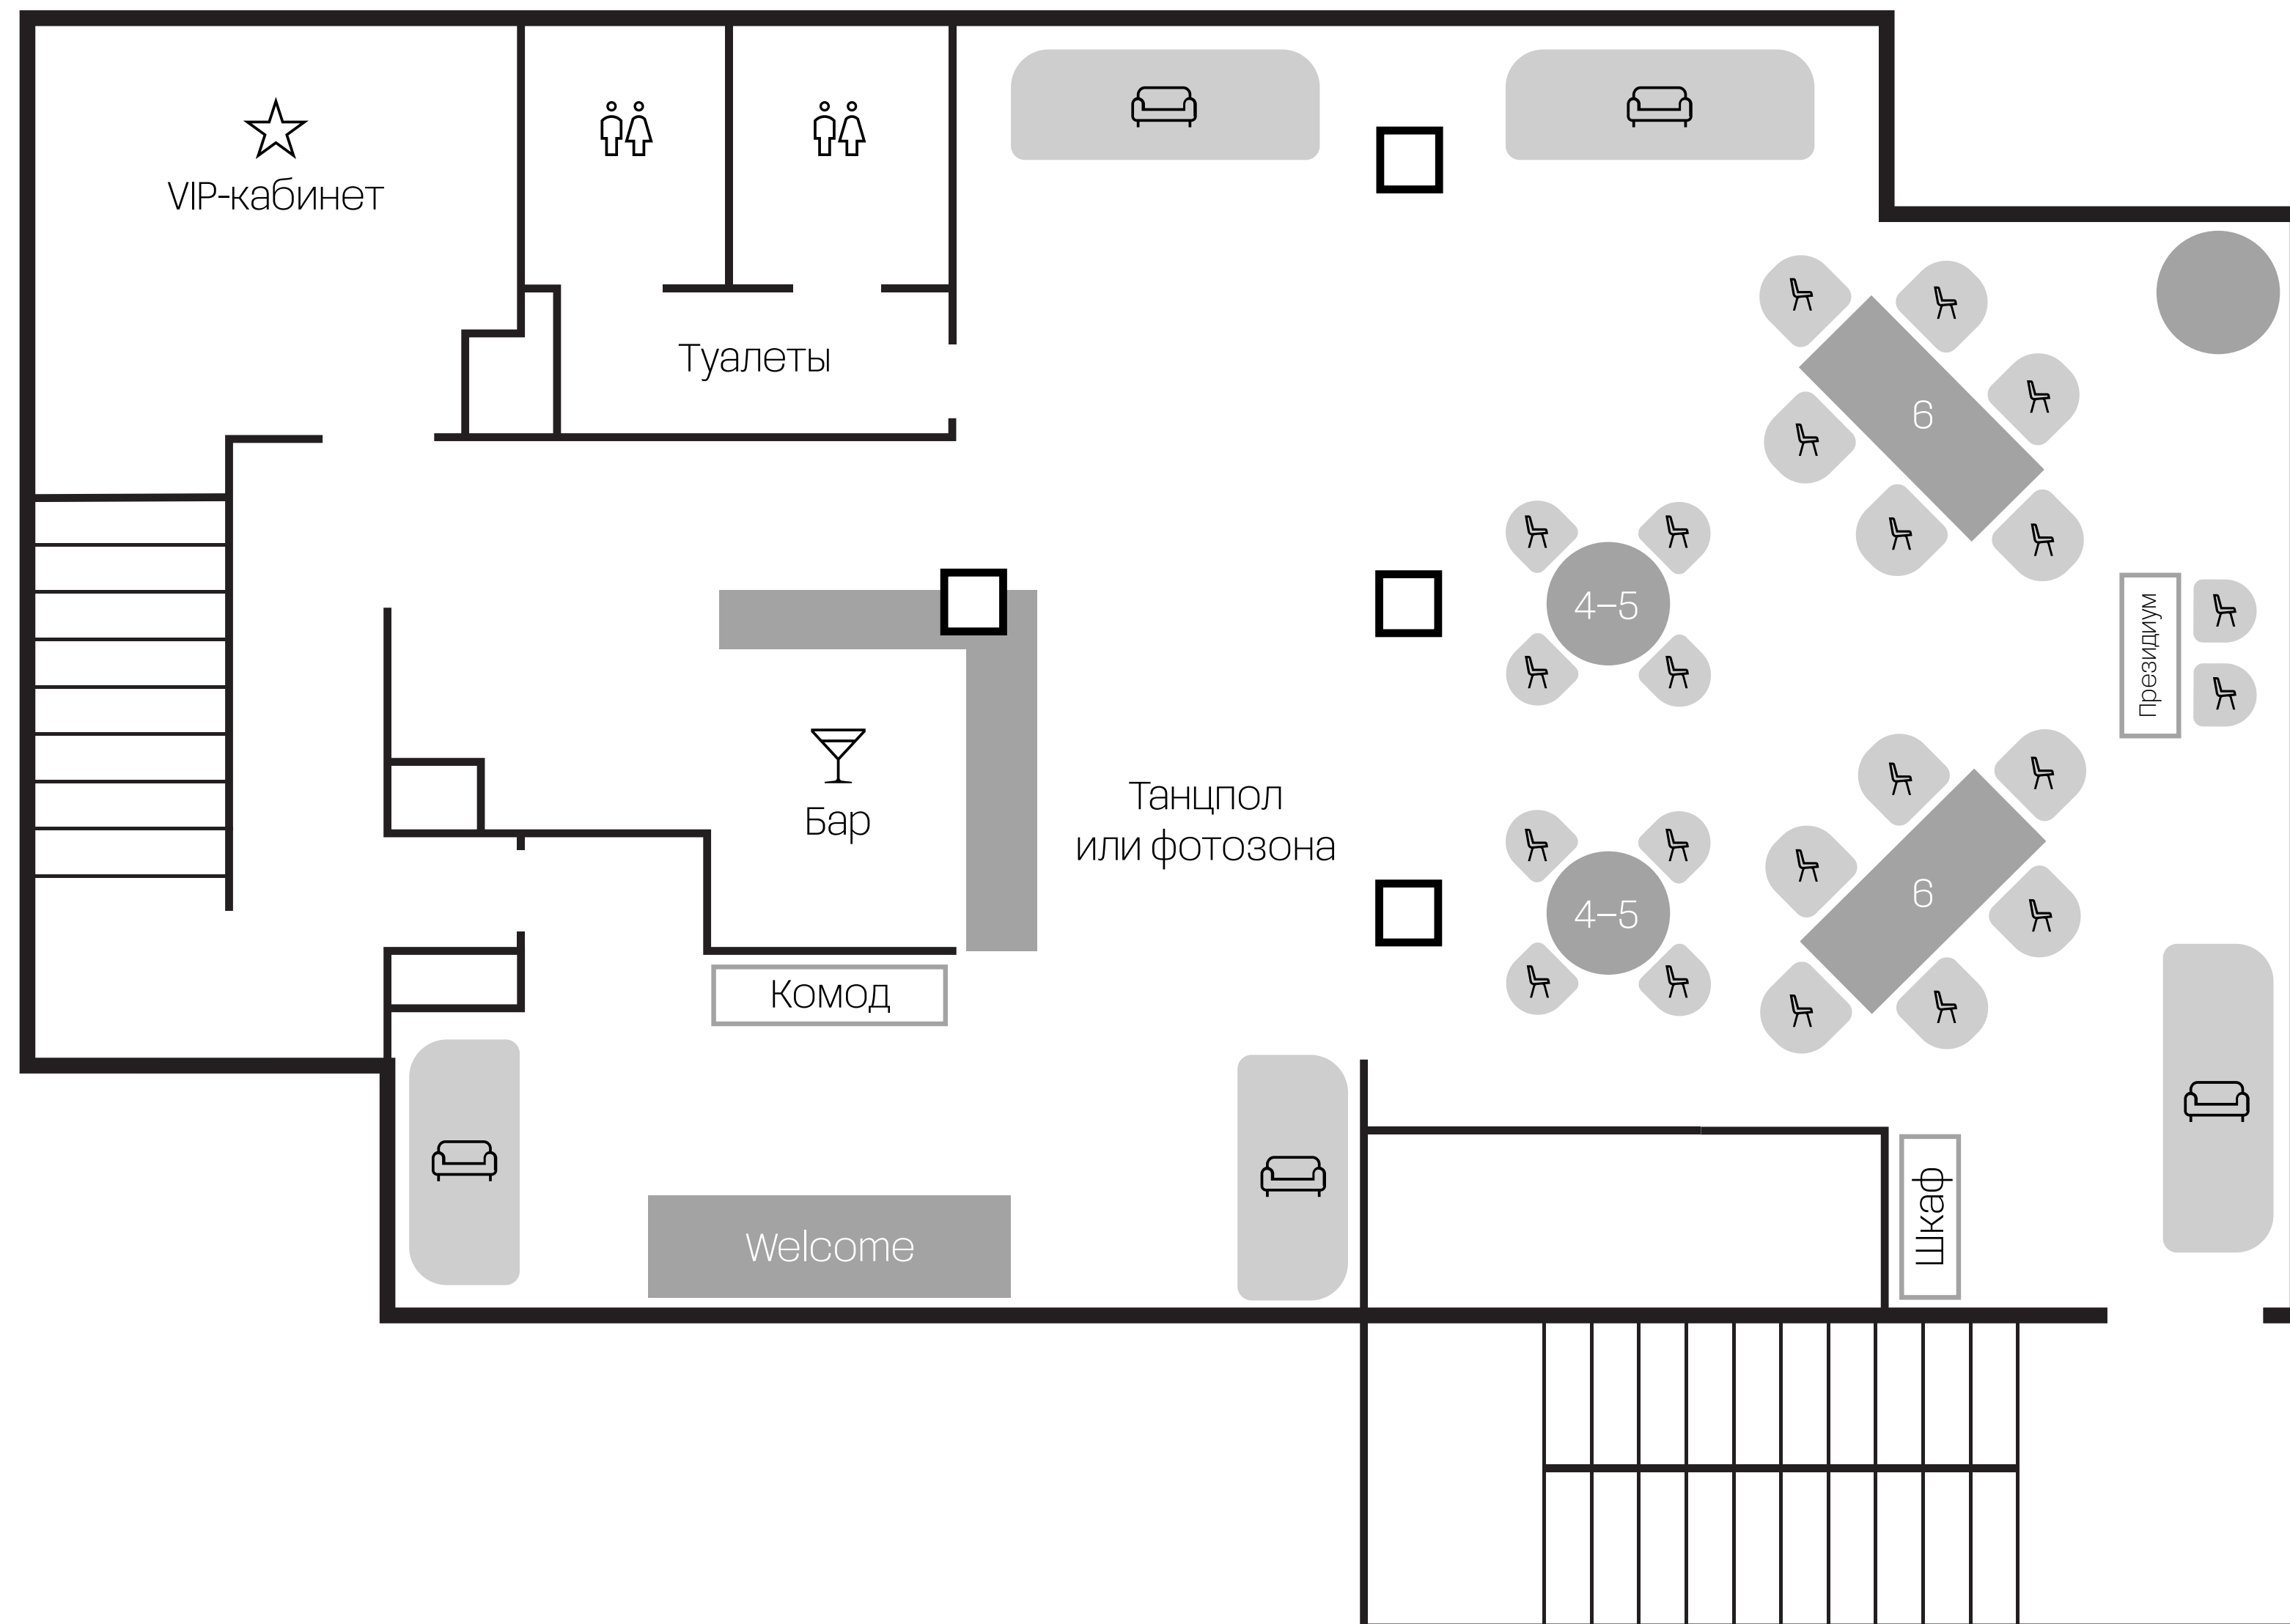 VIP-кабинет
Туалеты
6
4–5
Президиум
Бар
Танцпол
или фотозона
6
4–5
Комод
Шкаф
Welcome